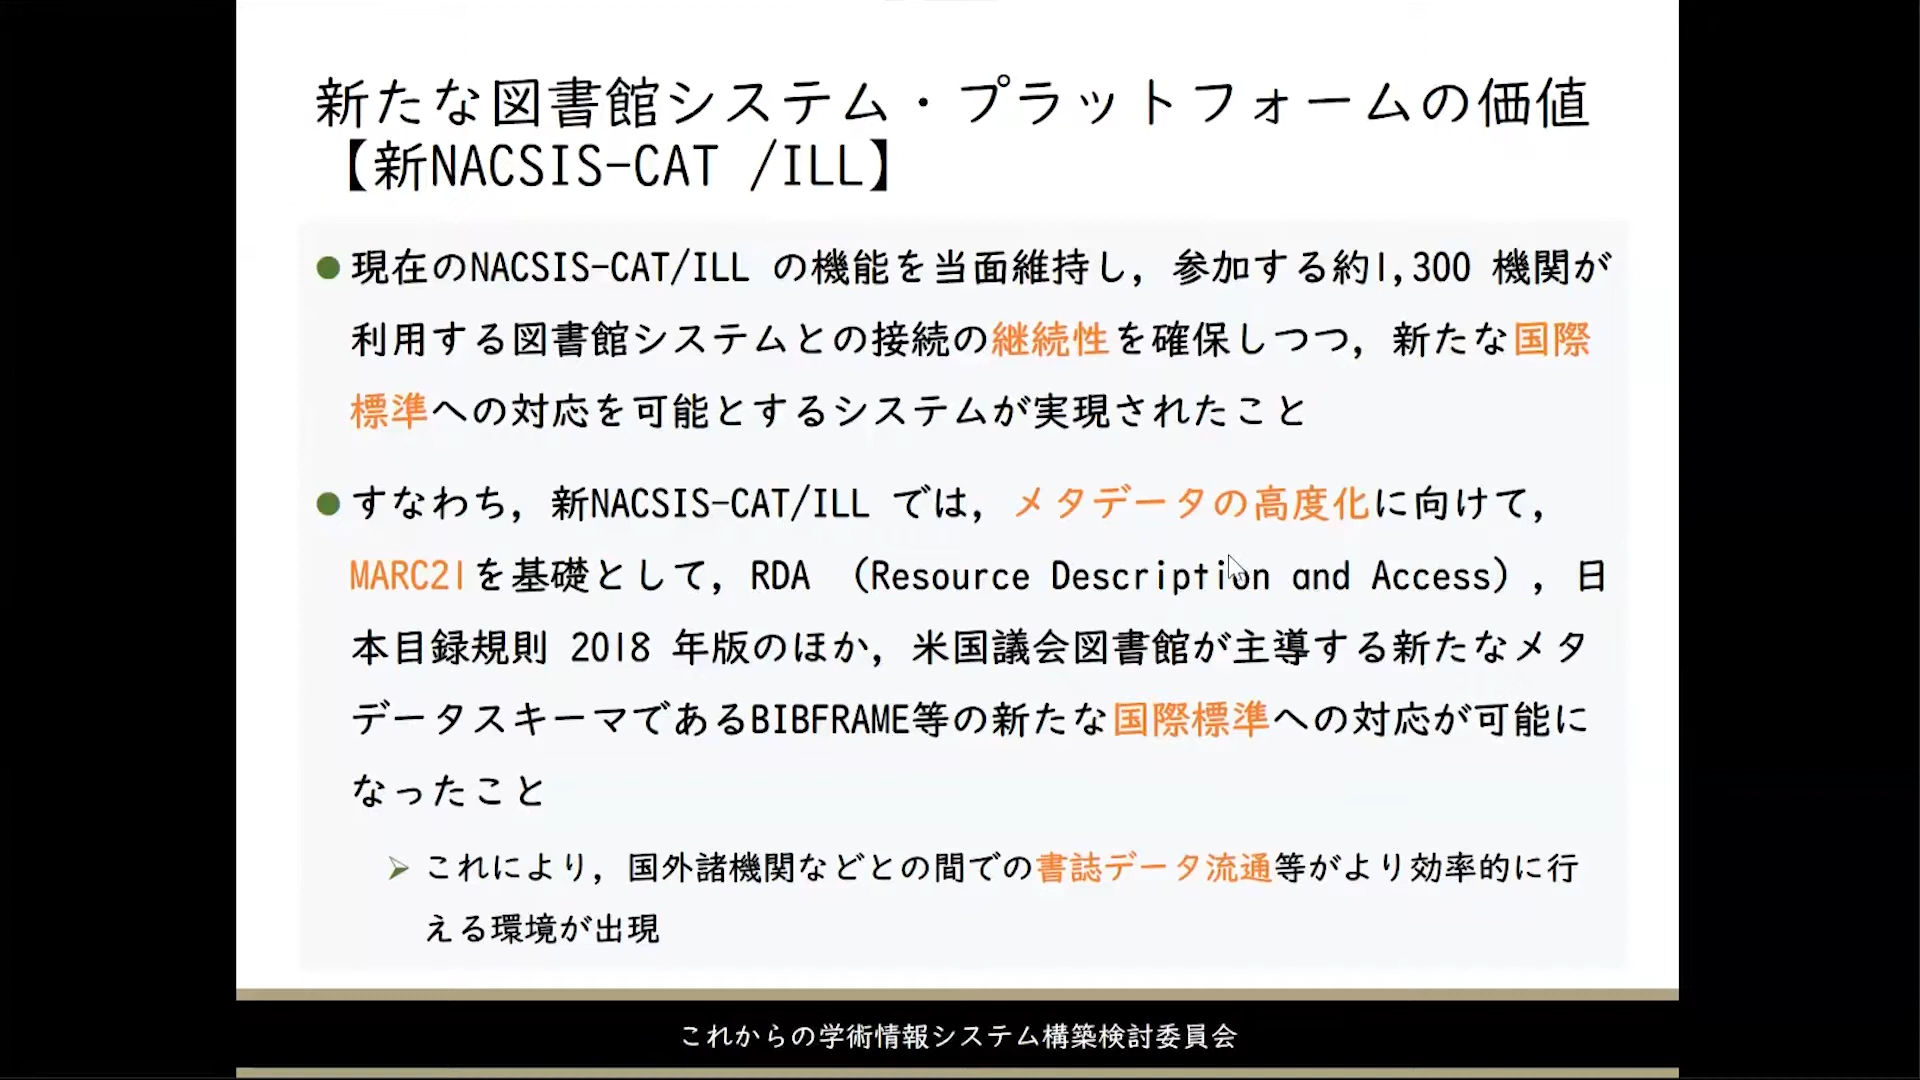 新たな図書館システム・プラットフォームの価値
【新NACSIS-CAT /ILL】
●現在のNACSIS-CAT/ILL の機能を当面維持し，参加する約1,300 機関が
利用する図書館システムとの接続の継続性を確保しつつ，新たな国際
標準への対応を可能とするシステムが実現されたこと
●すなわち，新NACSIS-CAT/ILL では，メタデータの高度化に向けて，
MARC21を基礎として，RDA （Resource Description and Access），日
本目録規則 2018 年版のほか，米国議会図書館が主導する新たなメタ
データスキーマであるBIBFRAME等の新たな国際標準への対応が可能に
なったこと
➢これにより，国外諸機関などとの間での書誌データ流通等がより効率的に行
える環境が出現
これからの学術情報システム構築検討委員会